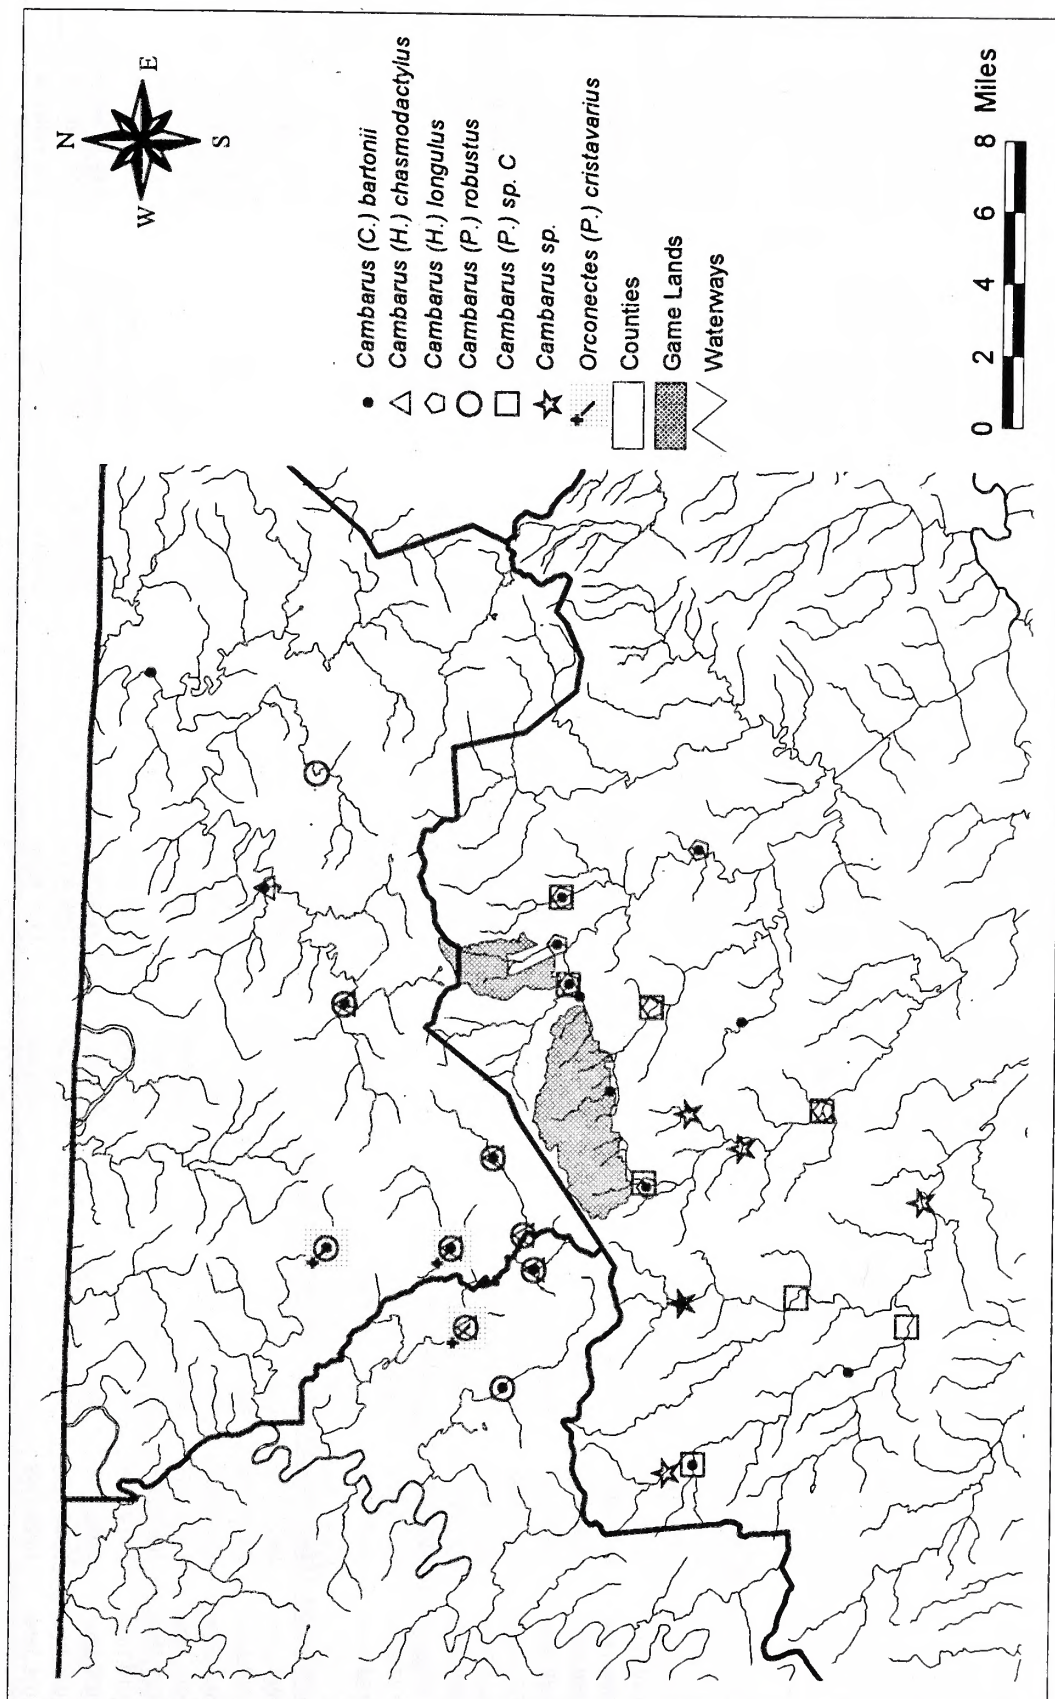 N
W
E
S
Cambarus (C.) bartonii
Cambarus (H.) chasmodactylus
Cambarus (H.) longulus
Cambarus (P.) robustus
Cambarus (P.) sp. C
Cambarus sp.
Orconectes (P.) cristavarius
Counties
Game Lands
Waterways
0 2 4 6 8 Miles